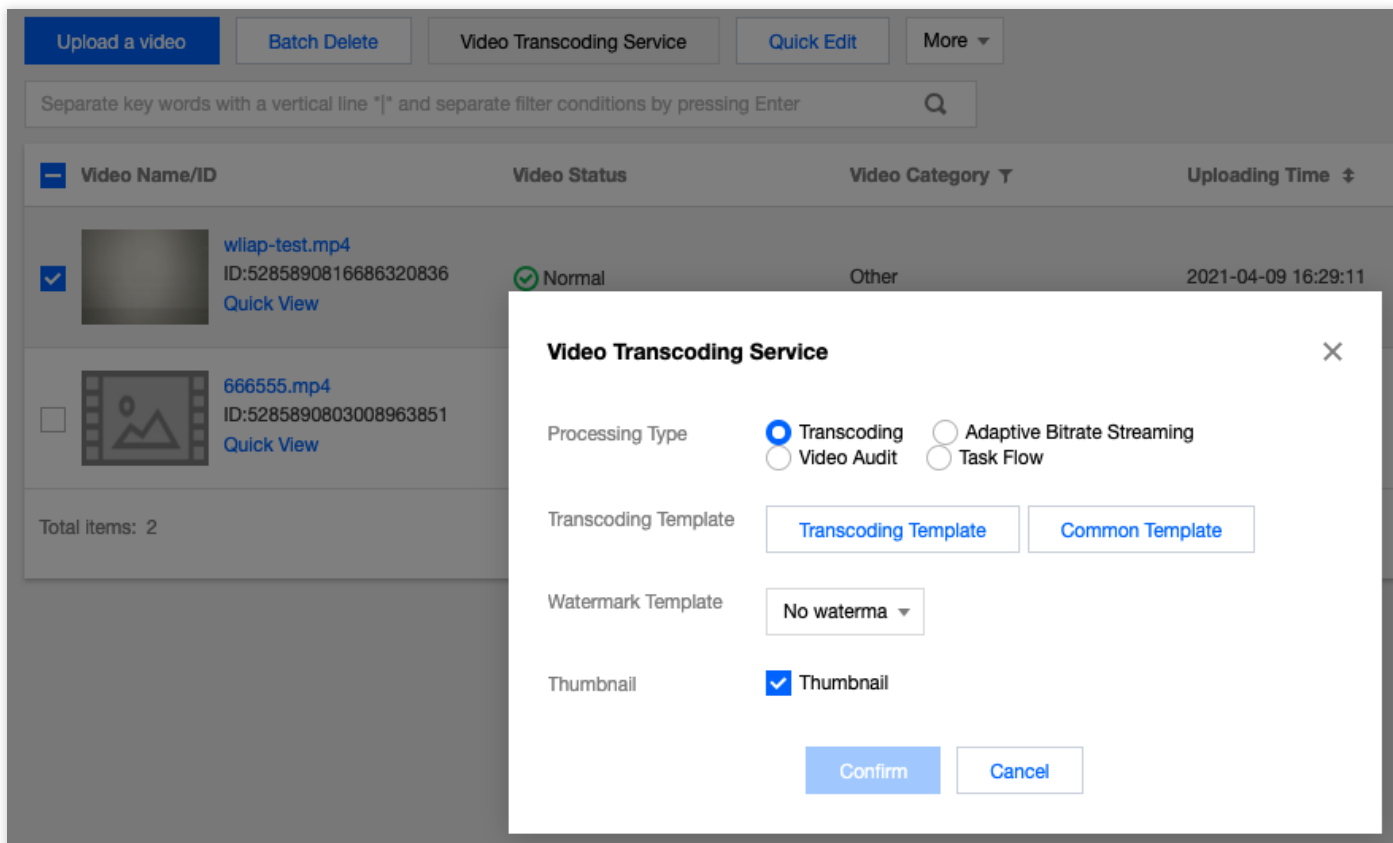 Upload a video Batch Delete Video Transcoding Service Quick Edit More
Separate key words with a vertical line "|" and separate filter conditions by pressing Enter
Video Name/ID Video Status Video Category Uploading Time
wliap-test.mp4
ID:5285890816686320836 Normal Other 2021-04-09 16:29:11
Quick View
666555.mp4
ID:5285890803008963851
Quick View
Total items: 2
Video Transcoding Service
Processing Type Transcoding Adaptive Bitrate Streaming
Video Audit Task Flow
Transcoding Template Transcoding Template Common Template
Watermark Template No waterma
Thumbnail Thumbnail
Confirm Cancel